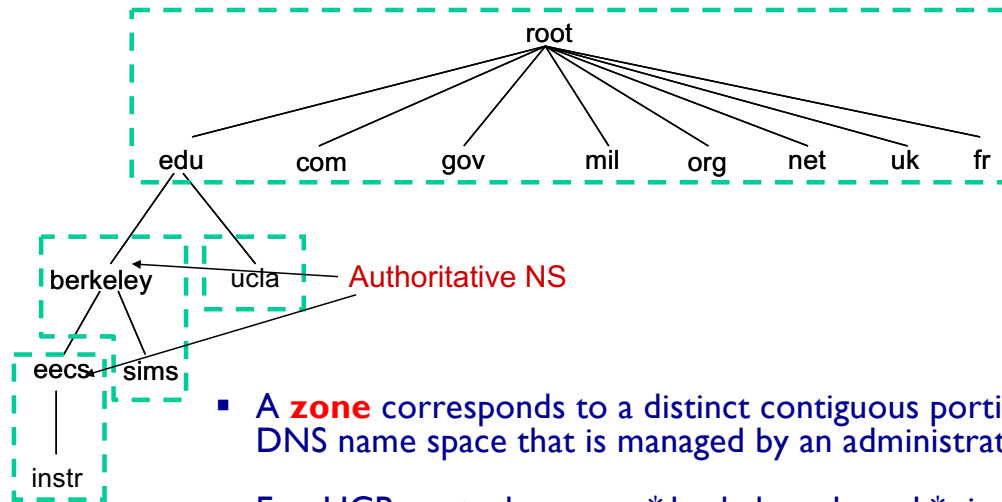 root
edu com gov mil org net uk fr
berkeley ucla Authoritative NS
eecs sims
instr
▪ A zone corresponds to a distinct contiguous porti
DNS name space that is managed by an administrat